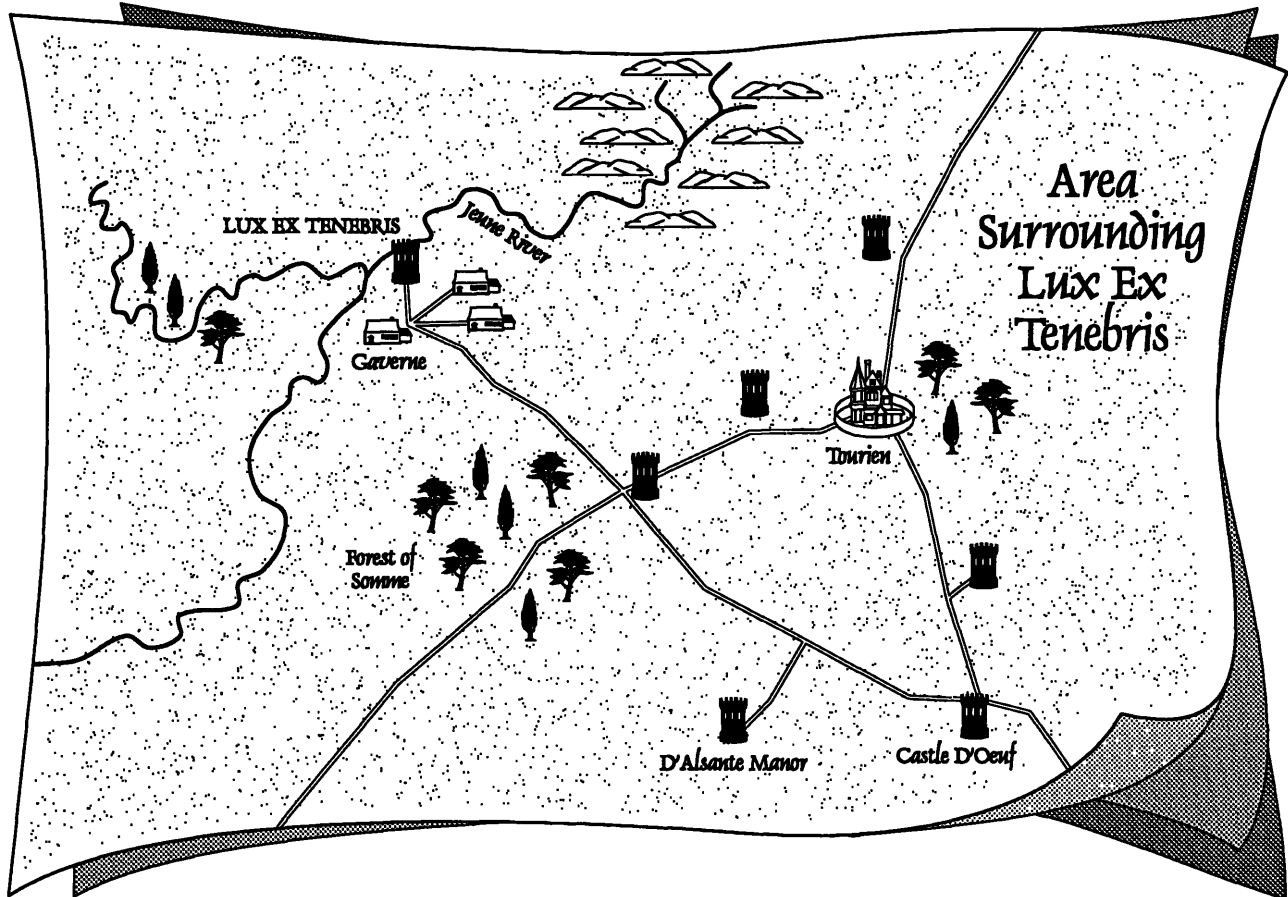 Area
Surrounding
Lux Ex
Tenebris
LUX EX TENEBRIS
Jeune River
Gaverne
Tourien
Forest of
Somme
D'Alsante Manor
Castle D'Oeuf